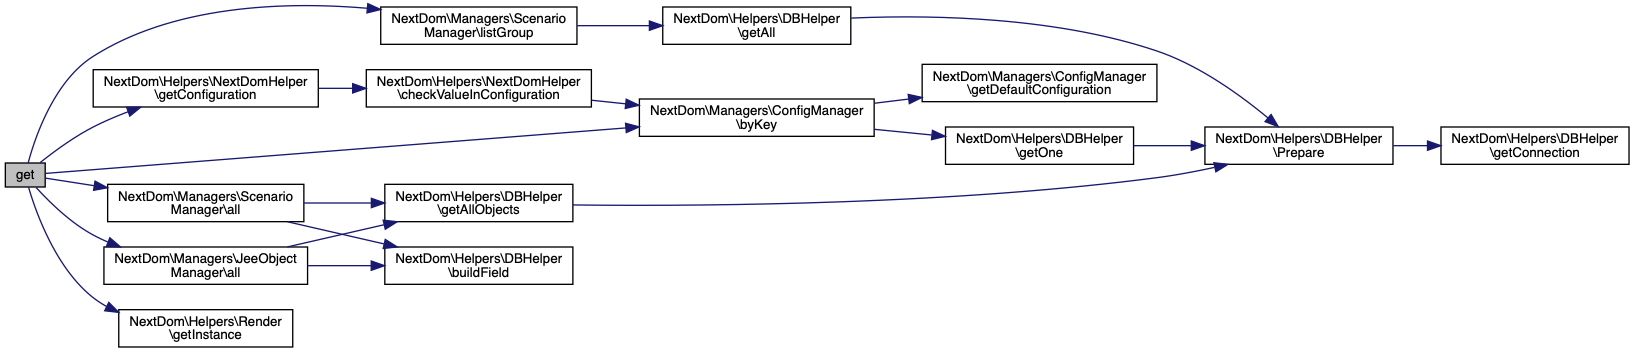 NextDom\Managers\Scenario
Manager\listGroup
NextDom\Helpers\DBHelper
\getAll
NextDom\Helpers\NextDomHelper
\getConfiguration
NextDom\Helpers\NextDomHelper
\checkValueInConfiguration
NextDom\Managers\ConfigManager
\byKey
NextDom\Managers\ConfigManager
\getDefaultConfiguration
NextDom\Helpers\DBHelper
\getOne
NextDom\Helpers\DBHelper
\Prepare
NextDom\Helpers\DBHelper
\getConnection
get
NextDom\Managers\Scenario
Manager\all
NextDom\Helpers\DBHelper
\getAllObjects
NextDom\Managers\JeeObject
Manager\all
NextDom\Helpers\DBHelper
\buildField
NextDom\Helpers\Render
\getInstance